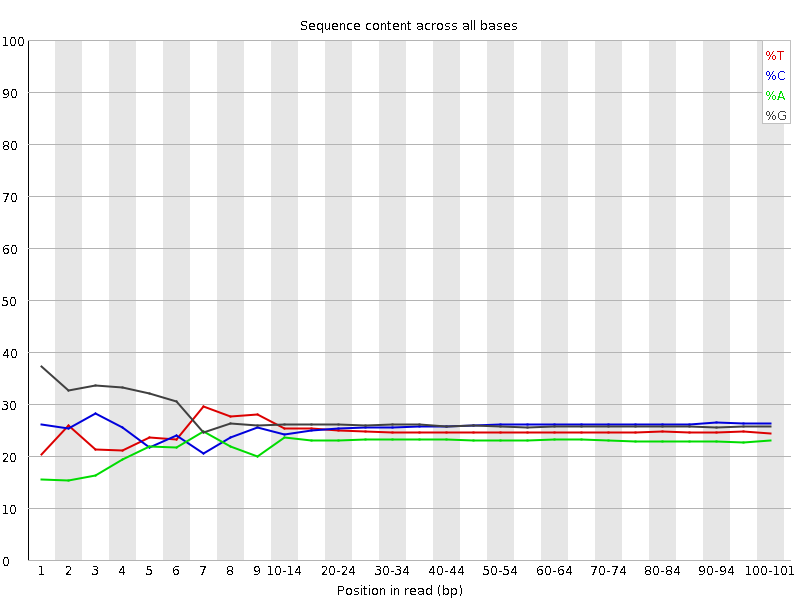 Sequence content across all bases
100
90
80
70
60
50
40
30
20
10
0
%T
%C
%A
%G
1 2 3 4 5 6 7 8 9 10-14 20-24 30-34 40-44 50-54 60-64 70-74 80-84 90-94 100-101
Position in read (bp)